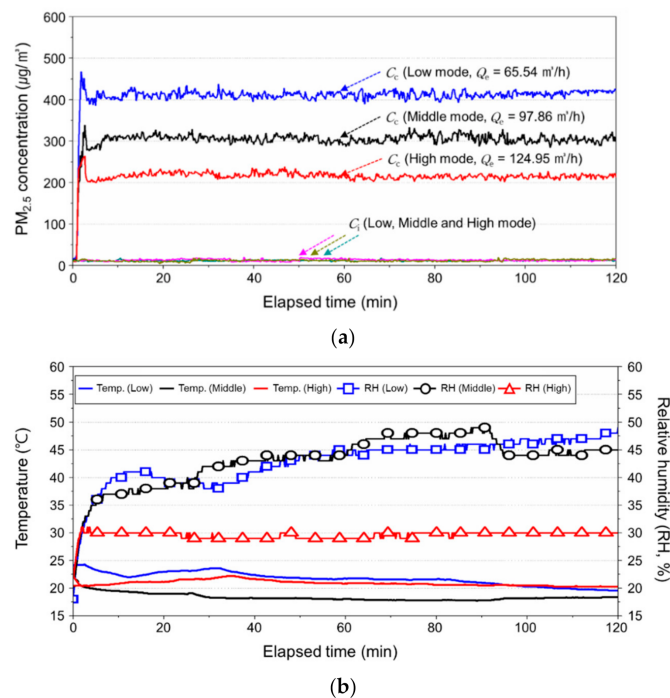 600
500
400
300
200
100
0
PM2.5 concentration (μg/㎥)
Cc (Low mode, Qe = 65.54 ㎥/h)
Cc (Middle mode, Qe = 97.86 ㎥/h)
Cc (High mode, Qe = 124.95 ㎥/h)
Ci (Low, Middle and High mode)
0 20 40 60 80 100 120
Elapsed time (min)
(a)
60
55
50
45
40
35
30
25
20
15
Temperature (℃)
Temp. (Low) Temp. (Middle) Temp. (High) RH (Low) RH (Middle) RH (High)
60
55
50
45
40
35
30
25
20
15
Relative humidity (RH, %)
0 20 40 60 80 100 120
Elapsed time (min)
(b)